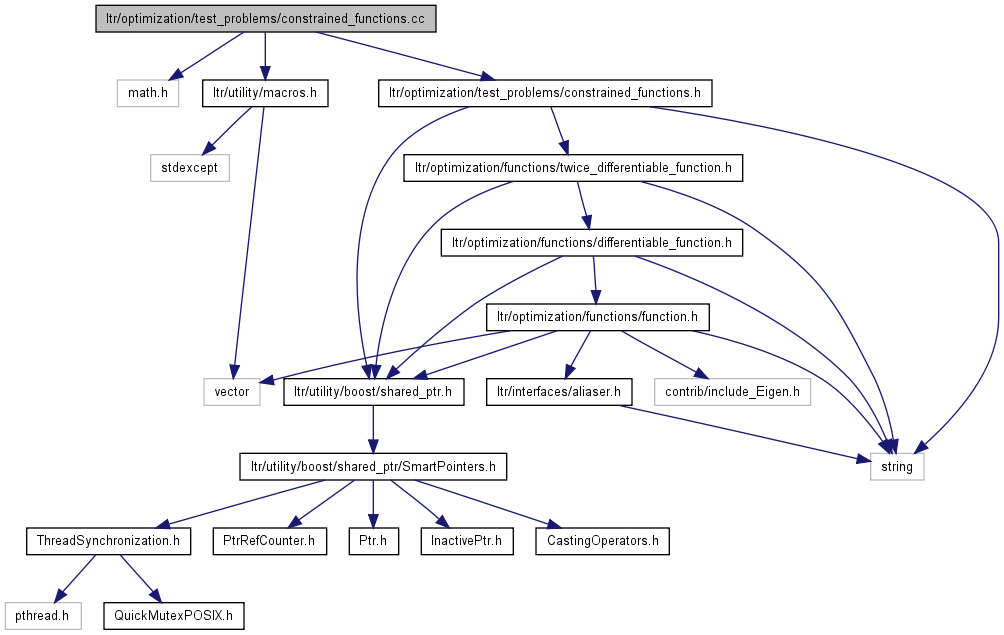 ltr/optimization/test_problems/constrained_functions.cc
math.h
ltr/utility/macros.h
ltr/optimization/test_problems/constrained_functions.h
stdexcept
ltr/optimization/functions/twice_differentiable_function.h
ltr/optimization/functions/differentiable_function.h
ltr/optimization/functions/function.h
vector
ltr/utility/boost/shared_ptr.h
ltr/interfaces/aliaser.h
contrib/include_Eigen.h
ltr/utility/boost/shared_ptr/SmartPointers.h
string
ThreadSynchronization.h
PtrRefCounter.h
Ptr.h
InactivePtr.h
CastingOperators.h
pthread.h
QuickMutexPOSIX.h